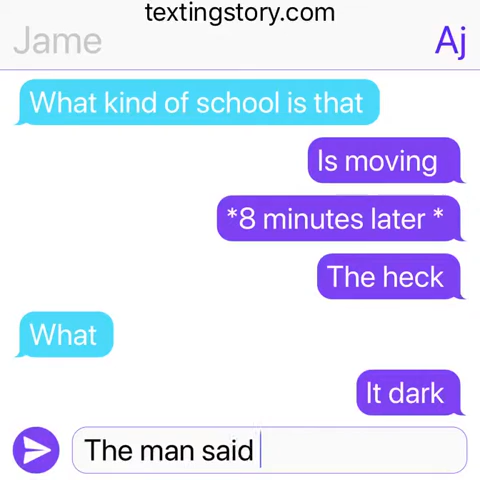 textingstory.com
Jame
Aj
What kind of school is that
Is moving
*8 minutes later *
The heck
What
It dark
The man said